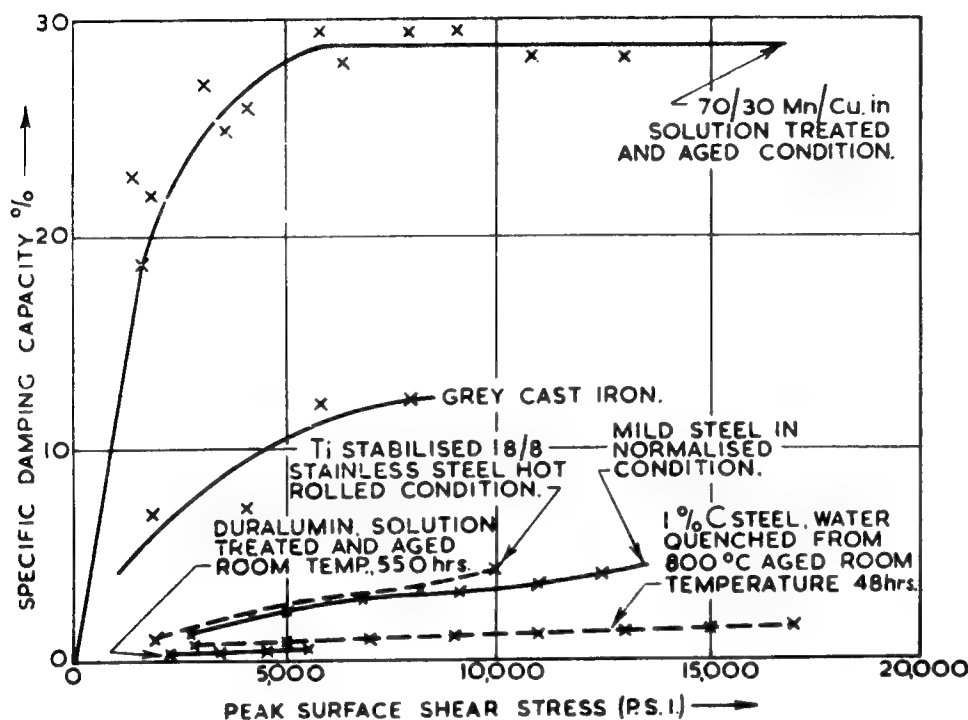 30
20
10
0
SPECIFIC DAMPING CAPACITY %
70/30 Mn/Cu. in
SOLUTION TREATED
AND AGED CONDITION.
GREY CAST IRON.
Ti STABILISED 18/8
STAINLESS STEEL HOT
ROLLED CONDITION.
MILD STEEL IN
NORMALISED
CONDITION.
DURALUMIN, SOLUTION
TREATED AND AGED
ROOM TEMP., 550 hrs.
1 % C STEEL, WATER
QUENCHED FROM
800 °C AGED ROOM
TEMPERATURE 48hrs.
0 5,000 10,000 15,000 20,000
PEAK SURFACE SHEAR STRESS (P.S.I.)